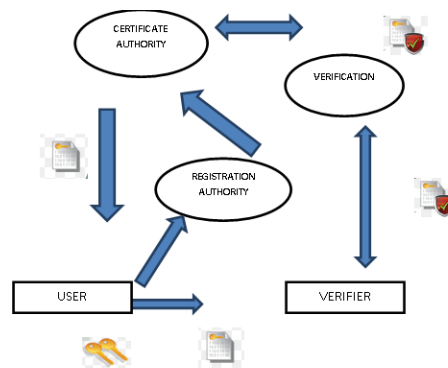 CERTIFICATE
AUTHORITY
VERIFICATION
REGISTRATION
AUTHORITY
USER
VERIFIER